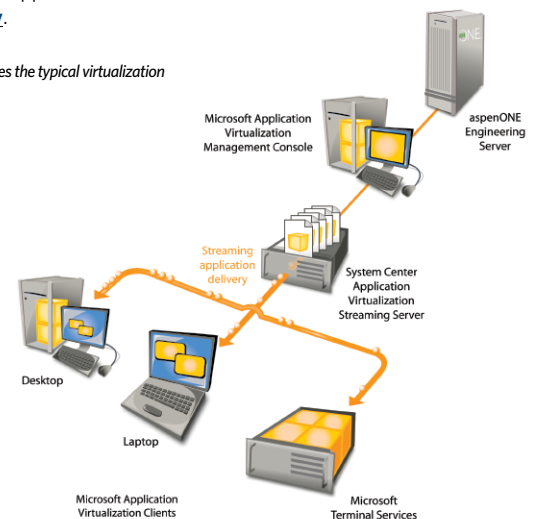 .
es the typical virtualization
ONE
aspenONE
Engineering
Server
Microsoft Application
Virtualization
Management Console
Streaming
application
delivery
System Center
Application
Virtualization
Streaming Server
Desktop
Laptop
Microsoft Application
Virtualization Clients
Microsoft
Terminal Services